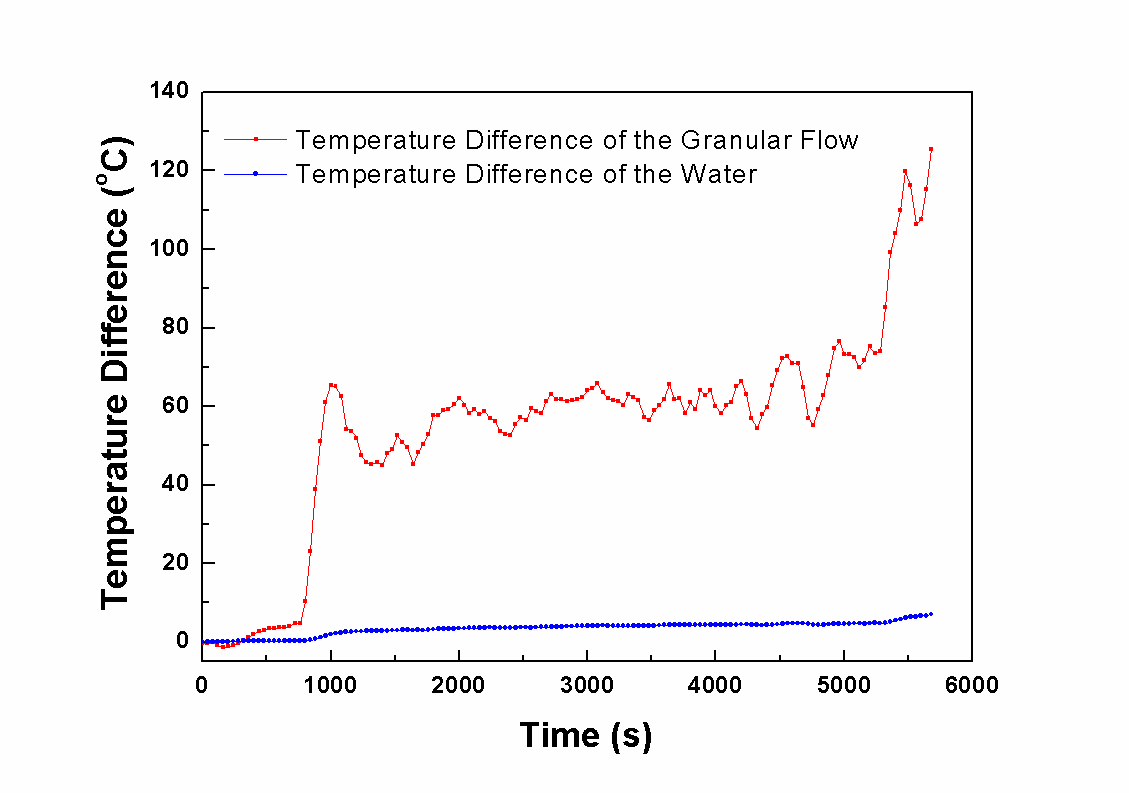 140
120
100
80
60
40
20
0
Temperature Difference (°C)
Temperature Difference of the Granular Flow
Temperature Difference of the Water
0 1000 2000 3000 4000 5000 6000
Time (s)